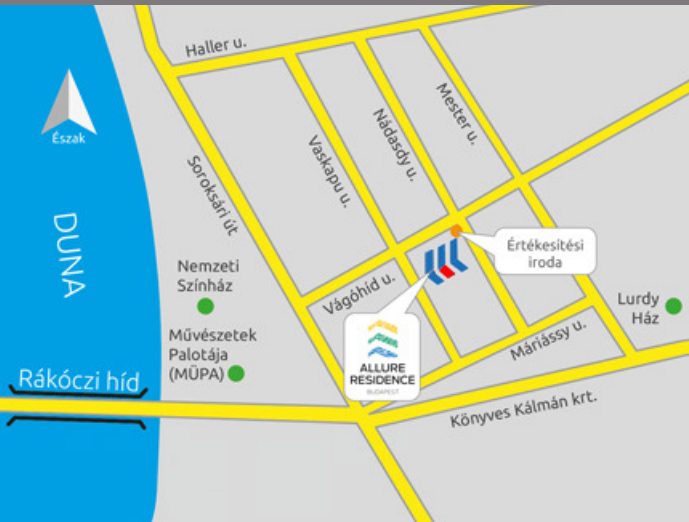 Haller u.
Észak
Vaskapu u.
Nádasdy u.
Mester u.
Soroksári út
DUNA
Értékesítési
iroda
Nemzeti
Színház
Vágóhíd u.
Lurdy
Ház
Művészetek
Palotája
(MÜPA)
Máriássy u.
ALLURE
RESIDENCE
BUDAPEST
Rákóczi híd
Könyves Kálmán krt.